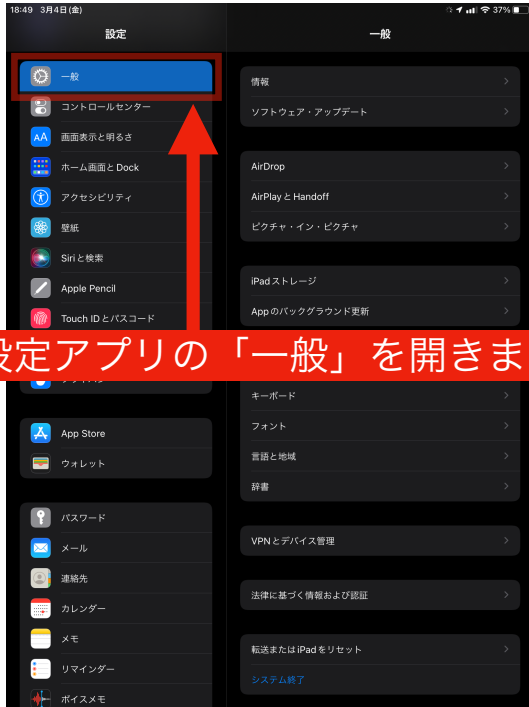 18:49 3月4日(金)
37%
設定
一般
一般
コントロールセンター
画面表示と明るさ
ホーム画面と Dock
アクセシビリティ
壁紙
Siriと検索
Apple Pencil
Touch IDとパスコード
App Store
ウォレット
パスワード
メール
連絡先
カレンダー
メモ
リマインダー
ボイスメモ
情報
ソフトウェア・アップデート
AirDrop
AirPlayとHandoff
ピクチャ・イン・ピクチャ
iPadストレージ
Appのバックグラウンド更新
設定アプリの「一般」を開きま
キーボード
フォント
言語と地域
辞書
VPNとデバイス管理
法律に基づく情報および認証
転送またはiPadをリセット
システム終了